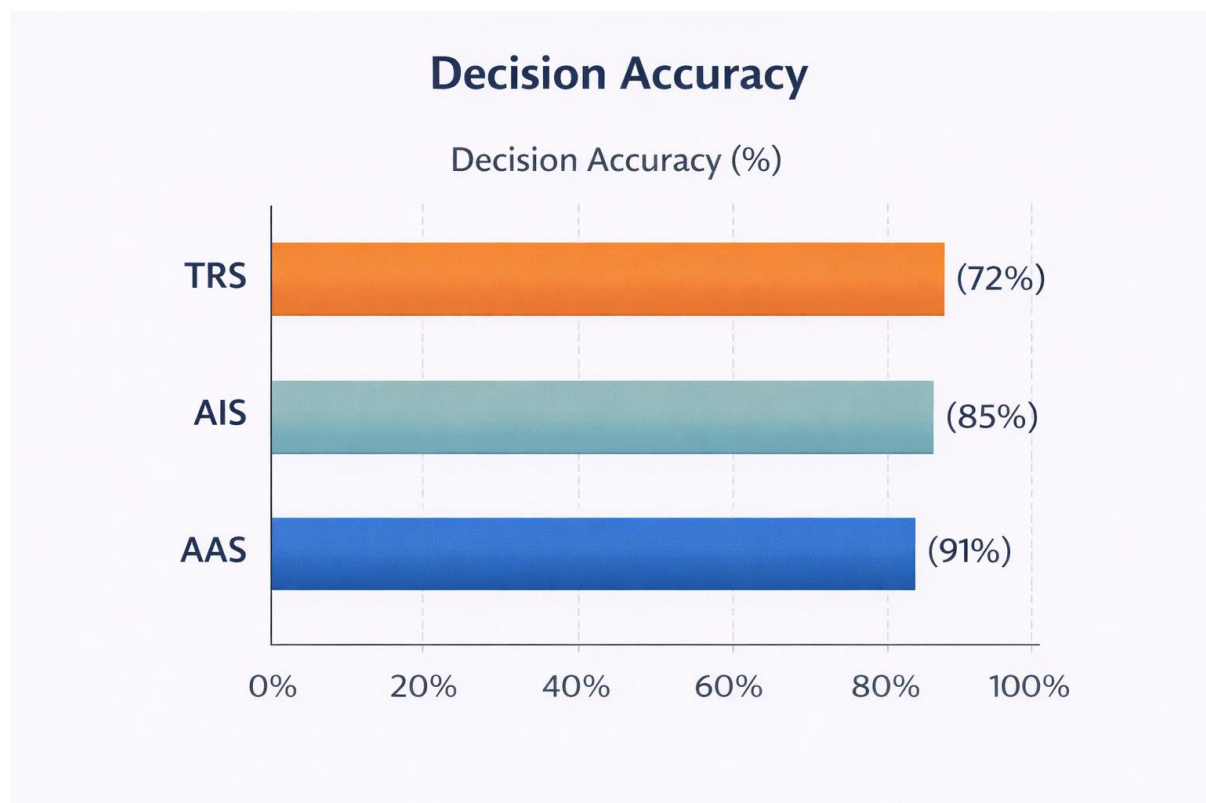 Decision Accuracy
Decision Accuracy (%)
TRS (72%)
AIS (85%)
AAS (91%)
0% 20% 40% 60% 80% 100%